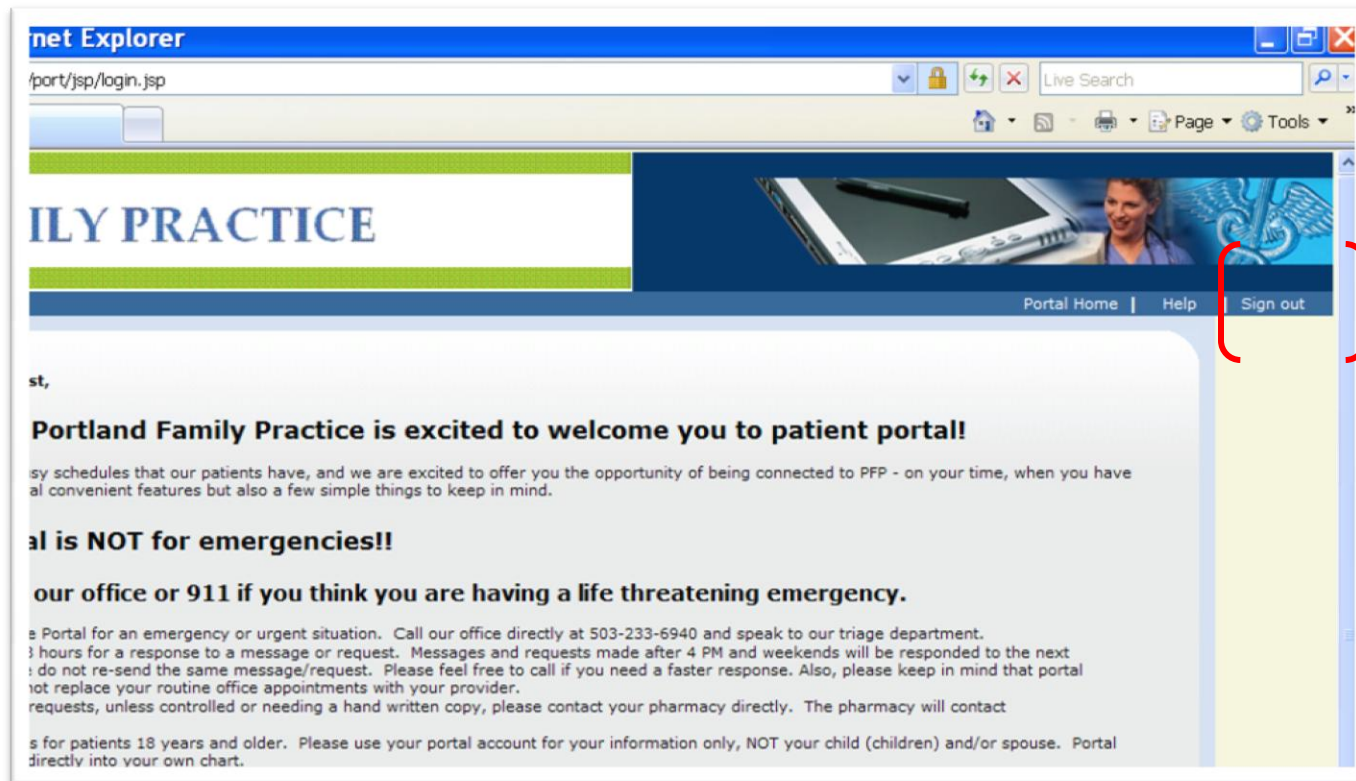 rnet Explorer
/port/jsp/login.jsp
Live Search
Page
Tools
ILY PRACTICE
Portal Home | Help | Sign out
st,
Portland Family Practice is excited to welcome you to patient portal!
sy schedules that our patients have, and we are excited to offer you the opportunity of being connected to PFP - on your time, when you have
al convenient features but also a few simple things to keep in mind.
al is NOT for emergencies!!
our office or 911 if you think you are having a life threatening emergency.
e Portal for an emergency or urgent situation. Call our office directly at 503-233-6940 and speak to our triage department.
8 hours for a response to a message or request. Messages and requests made after 4 PM and weekends will be responded to the next
do not re-send the same message/request. Please feel free to call if you need a faster response. Also, please keep in mind that portal
not replace your routine office appointments with your provider.
requests, unless controlled or needing a hand written copy, please contact your pharmacy directly. The pharmacy will contact
s for patients 18 years and older. Please use your portal account for your information only, NOT your child (children) and/or spouse. Portal
directly into your own chart.